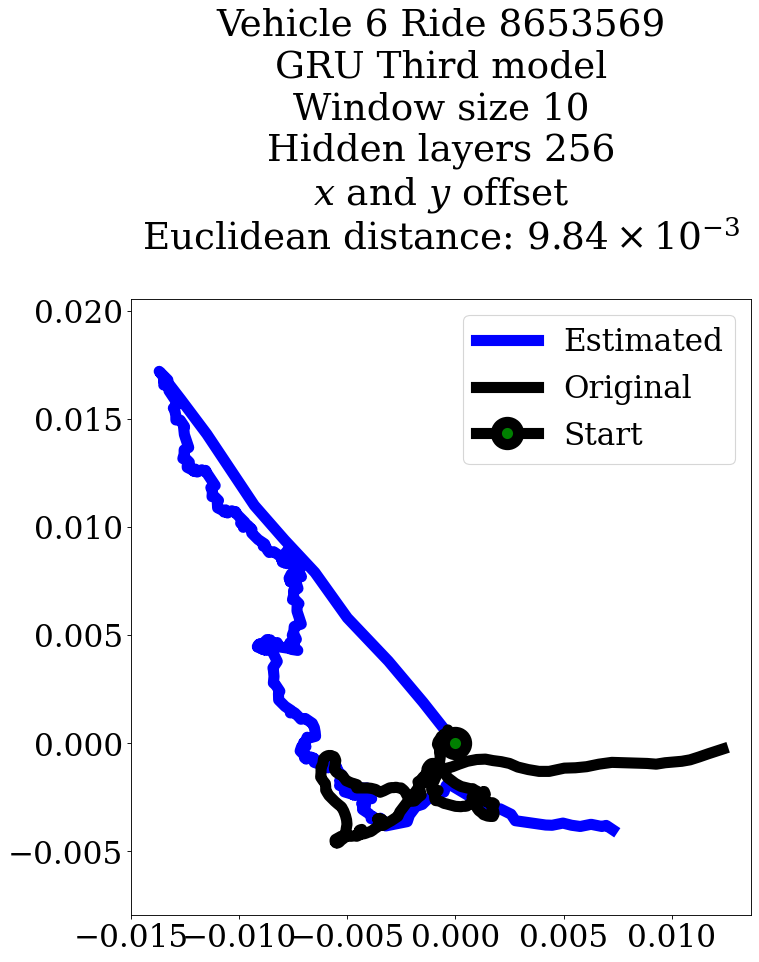 Vehicle 6 Ride 8653569
GRU Third model
Window size 10
Hidden layers 256
x and y offset
Euclidean distance: 9.84 × 10⁻³
Estimated
Original
Start
0.020
0.015
0.010
0.005
0.000
−0.005
−0.015 −0.010 −0.005 0.000 0.005 0.010